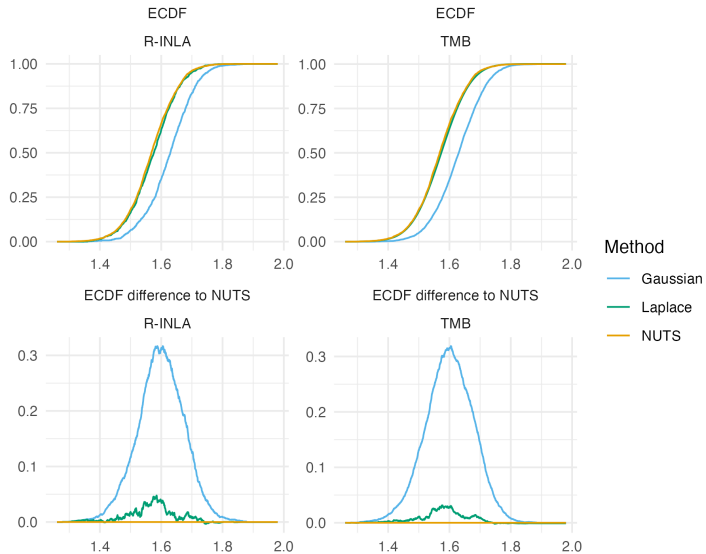 ECDF
ECDF
R-INLA
TMB
1.00
0.75
0.50
0.25
0.00
1.4 1.6 1.8 2.0
1.4 1.6 1.8 2.0
ECDF difference to NUTS
ECDF difference to NUTS
R-INLA
TMB
0.3
0.2
0.1
0.0
1.4 1.6 1.8 2.0
1.00
0.75
0.50
0.25
0.00
0.3
0.2
0.1
0.0
1.4 1.6 1.8 2.0
Method
Gaussian
Laplace
NUTS